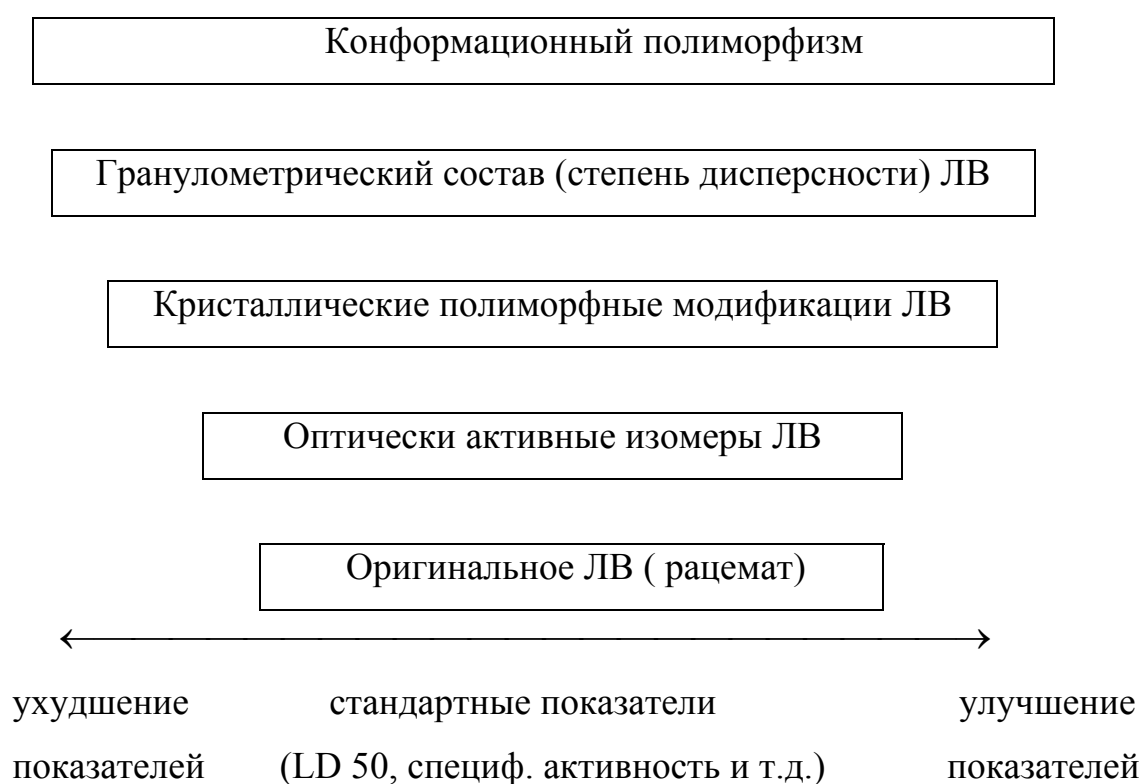 Конформационный полиморфизм
Гранулометрический состав (степень дисперсности) ЛВ
Кристаллические полиморфные модификации ЛВ
Оптически активные изомеры ЛВ
Оригинальное ЛВ ( рацемат)
ухудшение стандартные показатели улучшение
показателей (LD 50, специф. активность и т.д.) показателей